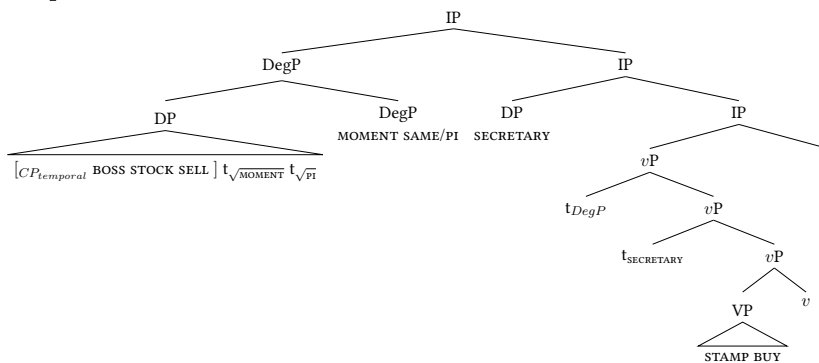 IP
DegP IP
DP DegP DP IP
MOMENT SAME/PI SECRETARY
[CPtemporal BOSS STOCK SELL ] t√MOMENT t√PI vP
tDegP vP
tSECRETARY vP
VP v
STAMP BUY